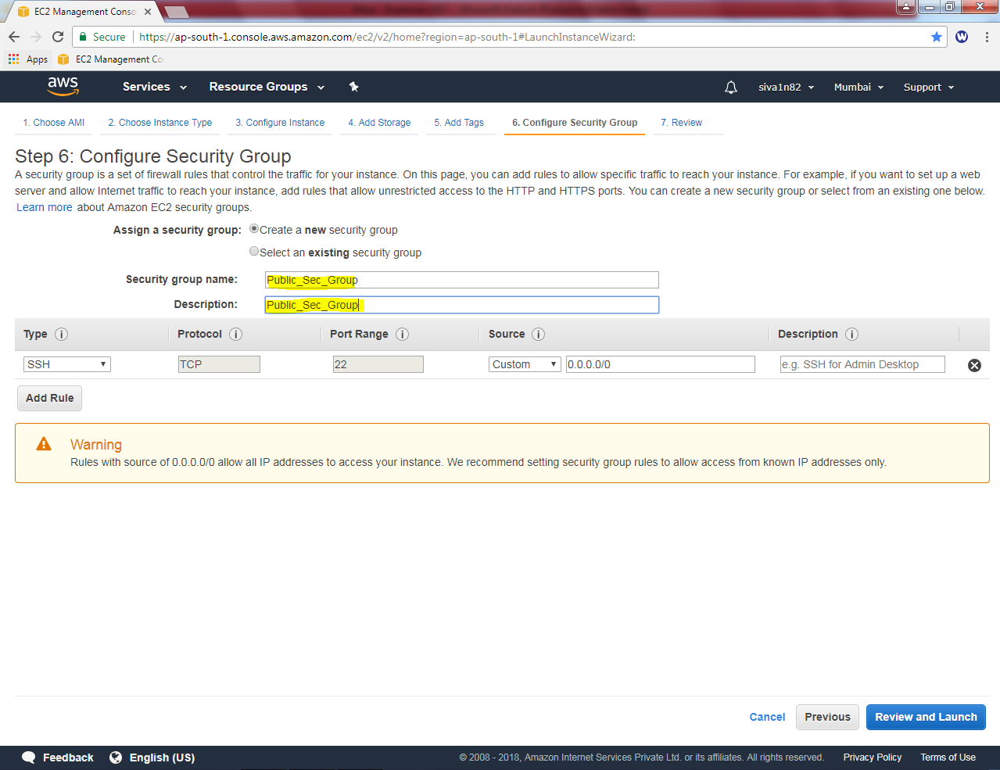 EC2 Management Conso
Secure
https://ap-south-1.console.aws.amazon.com/ec2/v2/home?region=ap-south-1#LaunchInstanceWizard:
W
Apps
EC2 Management Co
aws
Services
Resource Groups
siva1n82
Mumbai
Support
1. Choose AMI
2. Choose Instance Type
3. Configure Instance
4. Add Storage
5. Add Tags
6. Configure Security Group
7. Review
Step 6: Configure Security Group
A security group is a set of firewall rules that control the traffic for your instance. On this page, you can add rules to allow specific traffic to reach your instance. For example, if you want to set up a web
server and allow Internet traffic to reach your instance, add rules that allow unrestricted access to the HTTP and HTTPS ports. You can create a new security group or select from an existing one below.
Learn more about Amazon EC2 security groups.
Assign a security group:
Create a new security group
Select an existing security group
Security group name:
Public_Sec_Group
Description:
Public_Sec_Group
Type
Protocol
Port Range
Source
Description
SSH
TCP
22
Custom
0.0.0.0/0
e.g. SSH for Admin Desktop
Add Rule
Warning
Rules with source of 0.0.0.0/0 allow all IP addresses to access your instance. We recommend setting security group rules to allow access from known IP addresses only.
Cancel
Previous
Review and Launch
Feedback
English (US)
© 2008 - 2018, Amazon Internet Services Private Ltd. or its affiliates. All rights reserved.
Privacy Policy
Terms of Use